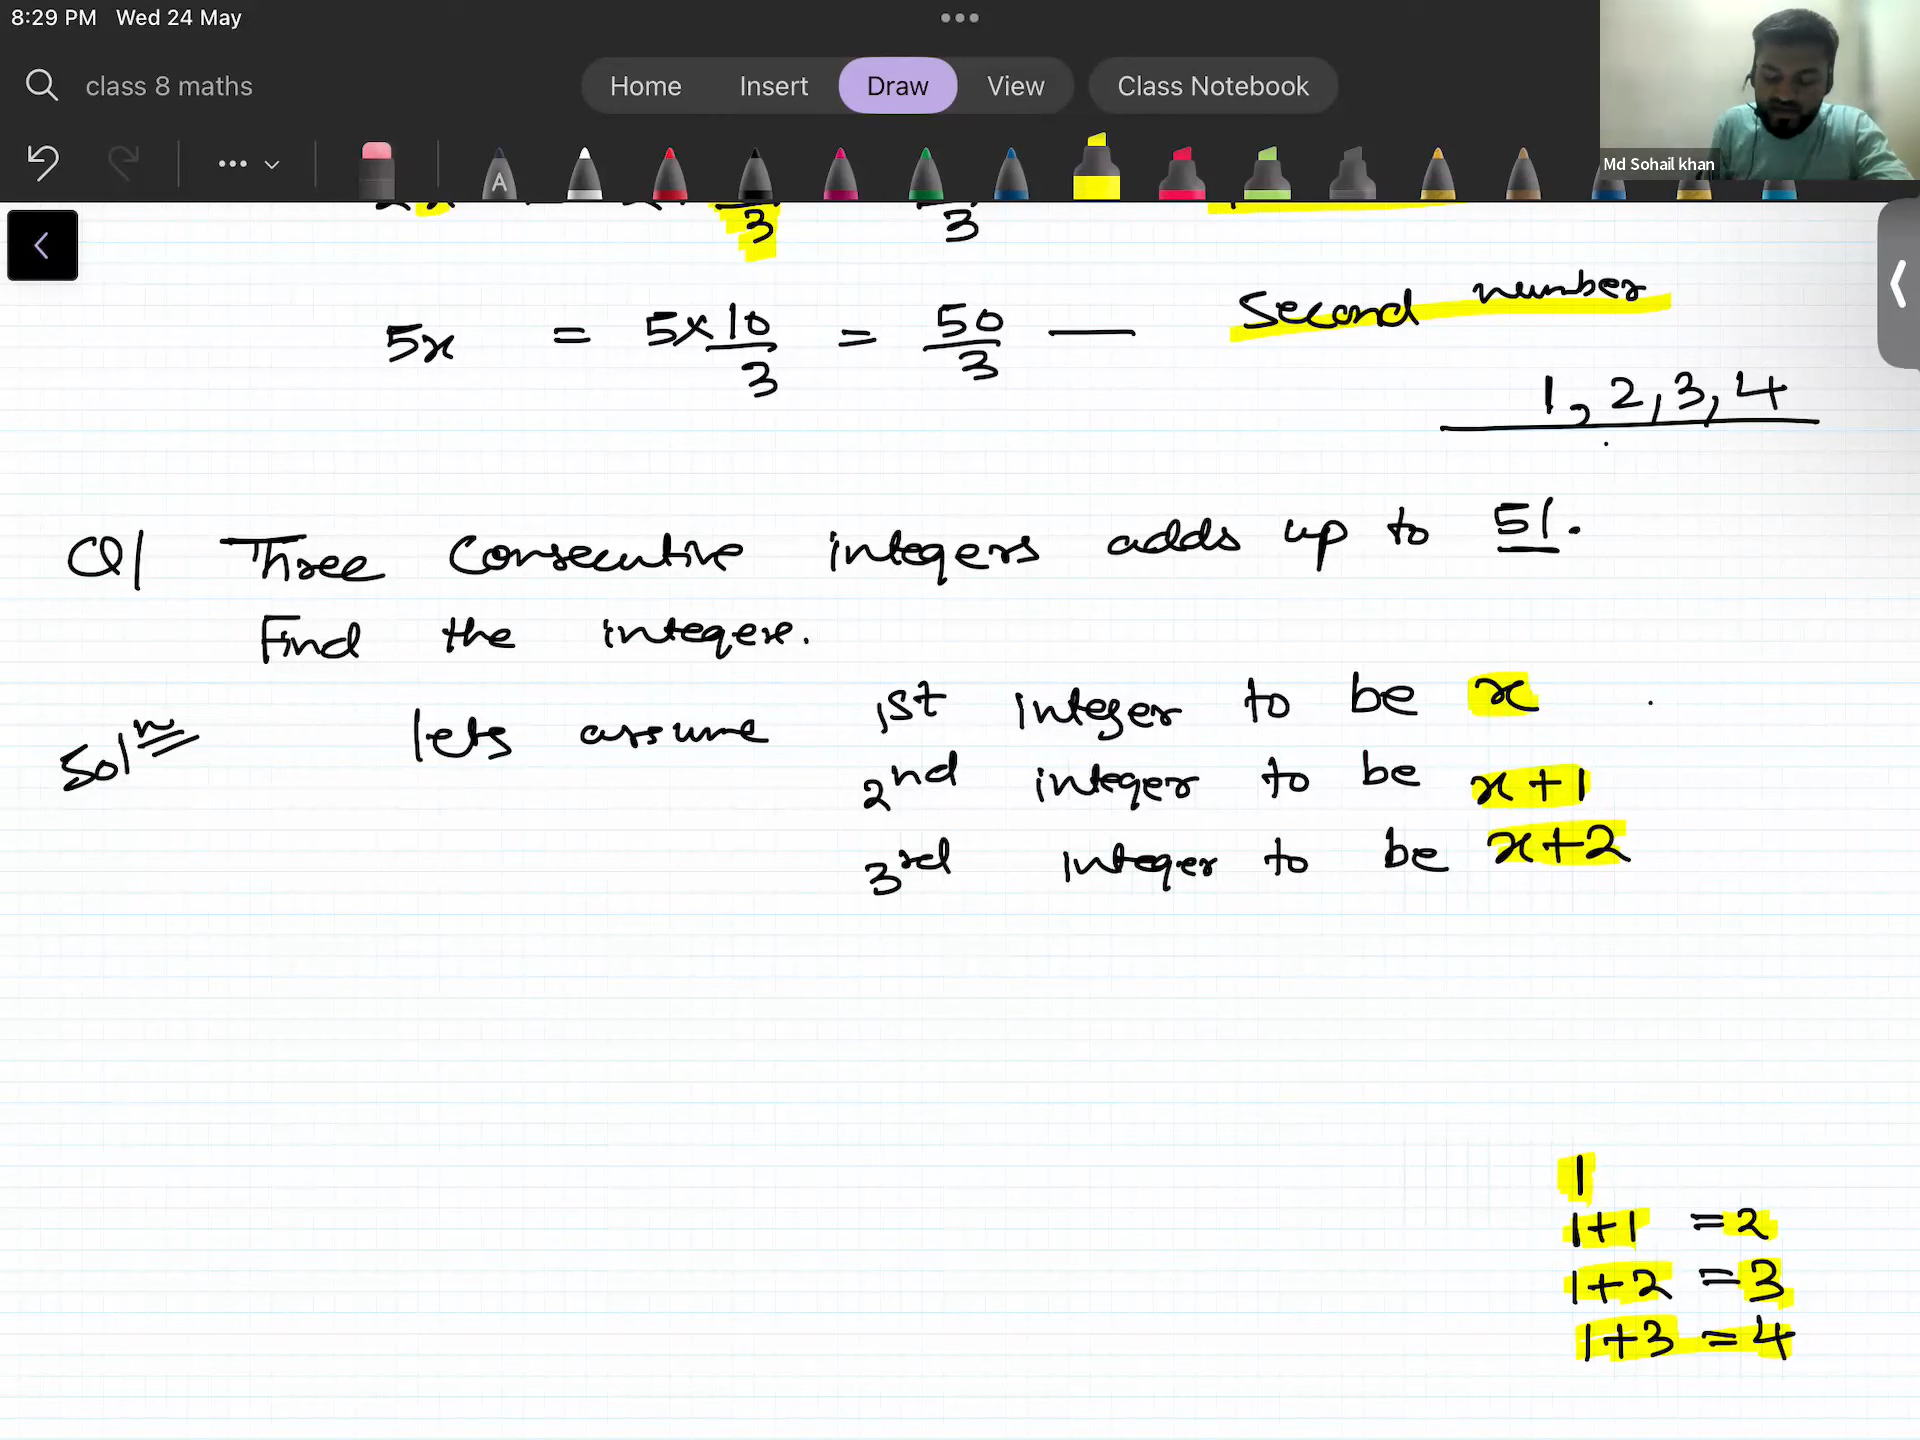 8:29 PM Wed 24 May
class 8 maths
Home Insert Draw View Class Notebook
Md Sohail khan
A
3 3
5x = 5×10/3 = 50/3 — Second number
1, 2, 3, 4
Q1 Three Consecutive integers adds up to 51.
Find the integers.
Solⁿ lets assume 1st integer to be x
2nd integer to be x+1
3rd integer to be x+2
1
1+1 = 2
1+2 = 3
1+3 = 4